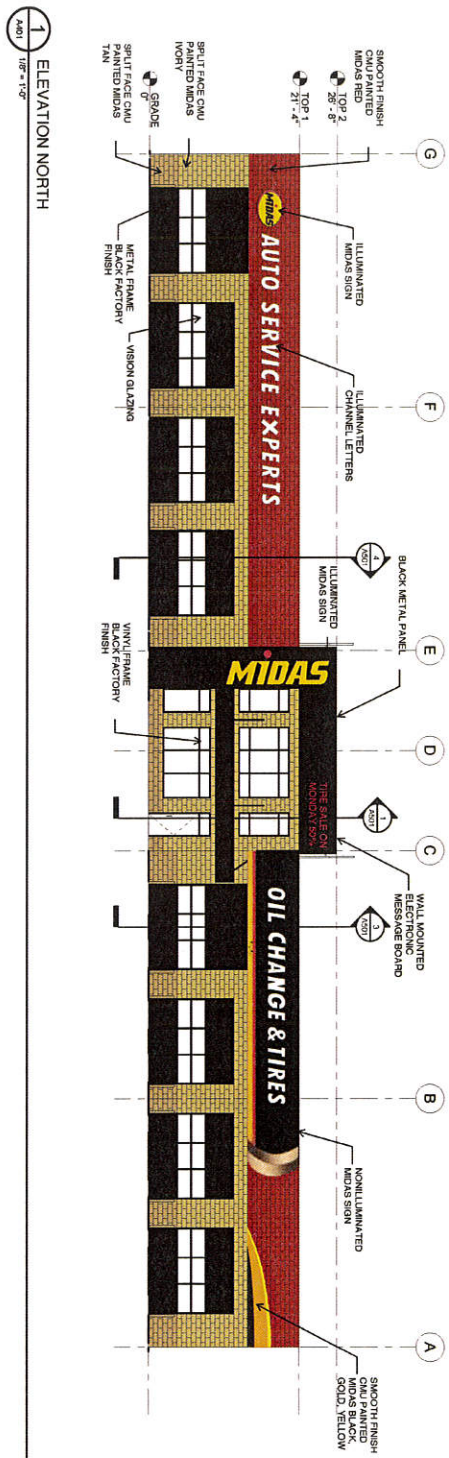 SMOOTH FINISH
CMU PAINTED
MIDAS RED
TOP 2
26' - 8"
TOP 1
21' - 4"
SPLIT FACE CMU
PAINTED MIDAS
IVORY
GRADE
0"
SPLIT FACE CMU
PAINTED MIDAS
TAN
G
F
E
D
C
B
A
ILLUMINATED
MIDAS SIGN
ILLUMINATED
CHANNEL LETTERS
4
A501
ILLUMINATED
MIDAS SIGN
BLACK METAL PANEL
1
A501
WALL MOUNTED
ELECTRONIC
MESSAGE BOARD
3
A501
NONILLUMINATED
MIDAS SIGN
SMOOTH FINISH
CMU PAINTED
MIDAS BLACK,
GOLD, YELLOW
MIDAS
AUTO SERVICE EXPERTS
MIDAS
TIRE SALE ON
MONDAY 50%
OIL CHANGE & TIRES
METAL FRAME
BLACK FACTORY
FINISH
VISION GLAZING
VINYL FRAME
BLACK FACTORY
FINISH
1
A401
ELEVATION NORTH
1/8" = 1'-0"